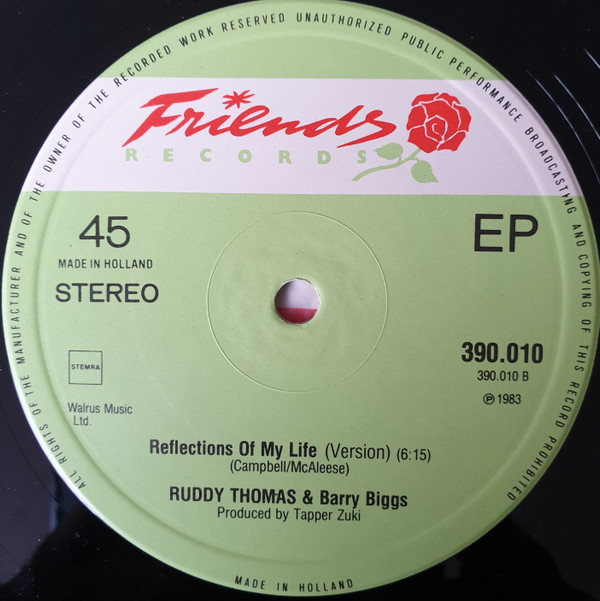 ALL RIGHTS OF THE MANUFACTURER AND OF THE OWNER OF THE RECORDED WORK RESERVED UNAUTHORIZED PUBLIC PERFORMANCE BROADCASTING AND COPYING OF THIS RECORD PROHIBITED
Friends
RECORDS
45
EP
MADE IN HOLLAND
STEREO
STEMRA
390.010
390.010 B
Ⓟ 1983
Walrus Music
Ltd.
Reflections Of My Life (Version) (6:15)
(Campbell/McAleese)
RUDDY THOMAS & Barry Biggs
Produced by Tapper Zuki
MADE IN HOLLAND